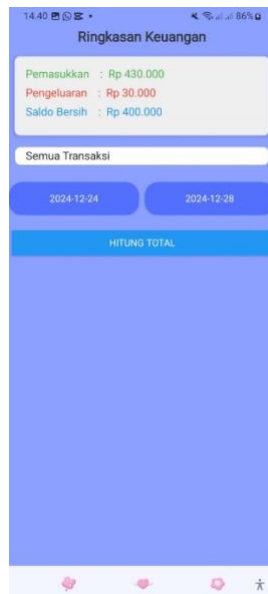 14.40 86%
Ringkasan Keuangan
Pemasukkan : Rp 430.000
Pengeluaran : Rp 30.000
Saldo Bersih : Rp 400.000
Semua Transaksi
2024-12-24 2024-12-28
HITUNG TOTAL